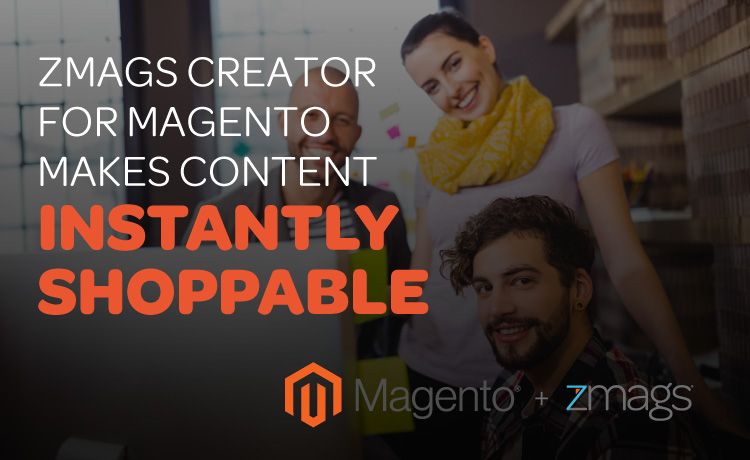 ZMAGS CREATOR
FOR MAGENTO
MAKES CONTENT
INSTANTLY
SHOPPABLE
Magento® + zmags